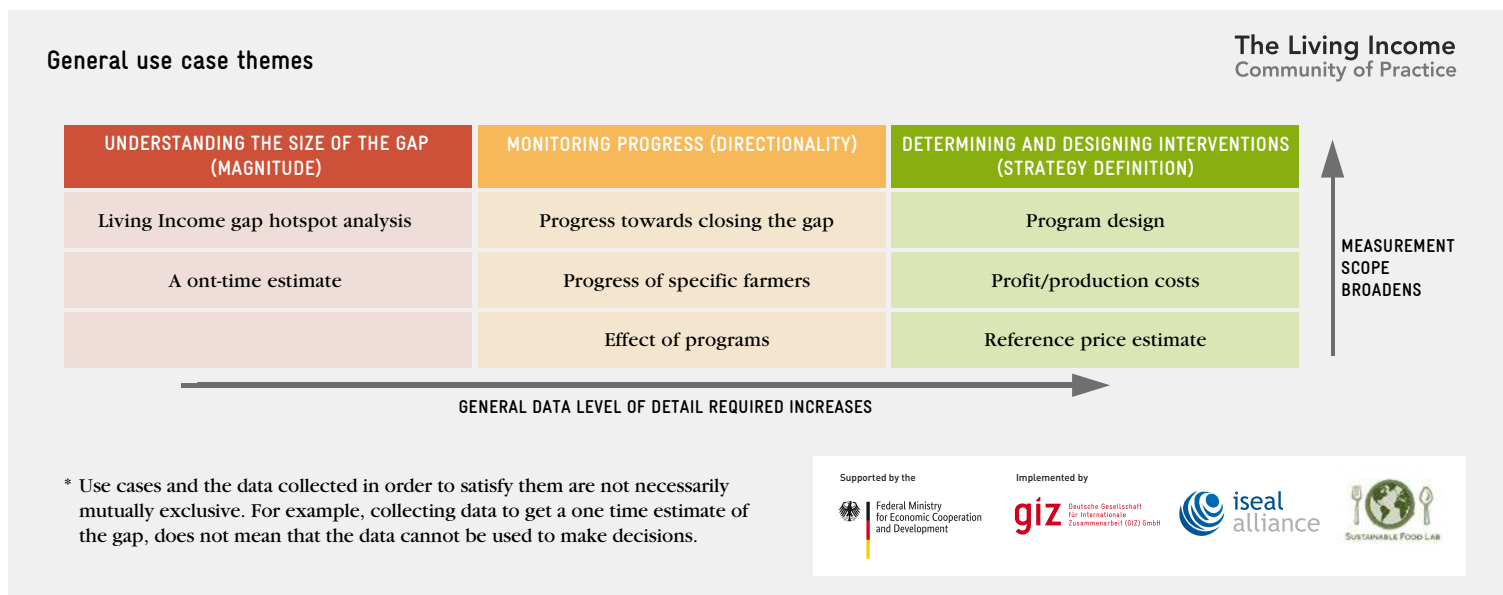 General use case themes
The Living Income
Community of Practice
UNDERSTANDING THE SIZE OF THE GAP
(MAGNITUDE)
MONITORING PROGRESS (DIRECTIONALITY)
DETERMINING AND DESIGNING INTERVENTIONS
(STRATEGY DEFINITION)
Living Income gap hotspot analysis
Progress towards closing the gap
Program design
A ont-time estimate
Progress of specific farmers
Profit/production costs
Effect of programs
Reference price estimate
MEASUREMENT
SCOPE
BROADENS
GENERAL DATA LEVEL OF DETAIL REQUIRED INCREASES
* Use cases and the data collected in order to satisfy them are not necessarily
mutually exclusive. For example, collecting data to get a one time estimate of
the gap, does not mean that the data cannot be used to make decisions.
Supported by the
Federal Ministry
for Economic Cooperation
and Development
Implemented by
giz
Deutsche Gesellschaft
für Internationale
Zusammenarbeit (GIZ) GmbH
iseal
alliance
SUSTAINABLE FOOD LAB